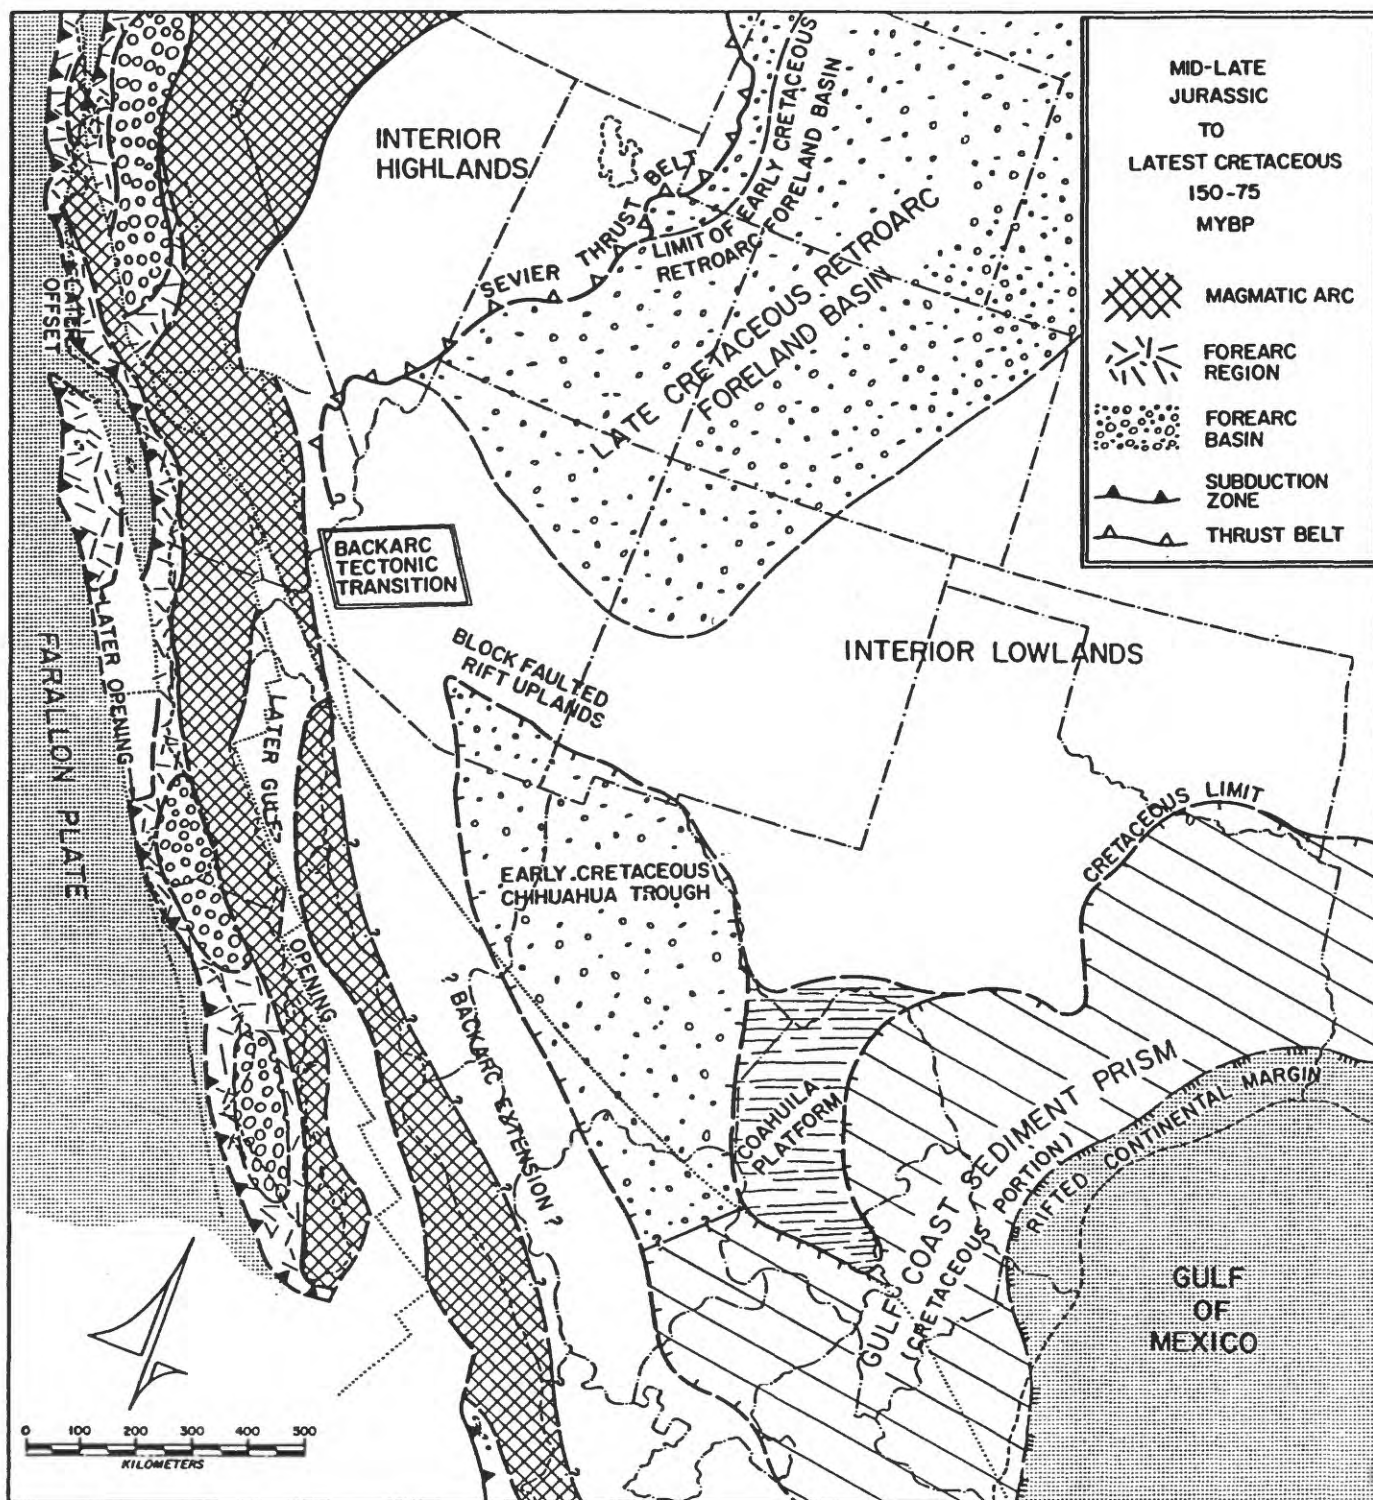 MID-LATE
JURASSIC
TO
LATEST CRETACEOUS
150-75
MYBP
MAGMATIC ARC
FOREARC
REGION
FOREARC
BASIN
SUBDUCTION
ZONE
THRUST BELT
INTERIOR
HIGHLANDS
SEVIER THRUST BELT
LIMIT OF EARLY CRETACEOUS
RETROARC FORELAND BASIN
LATE CRETACEOUS RETROARC
FORELAND BASIN
LATER
OFFSET
BACKARC
TECTONIC
TRANSITION
LATER OPENING
FARALLON PLATE
LATER GULF OPENING
BLOCK FAULTED
RIFT UPLANDS
INTERIOR LOWLANDS
EARLY CRETACEOUS
CHIHUAHUA TROUGH
CRETACEOUS LIMIT
? BACKARC EXTENSION ?
COAHUILA
PLATFORM
GULF COAST SEDIMENT PRISM
(CRETACEOUS PORTION)
RIFTED CONTINENTAL MARGIN
GULF
OF
MEXICO
0 100 200 300 400 500
KILOMETERS